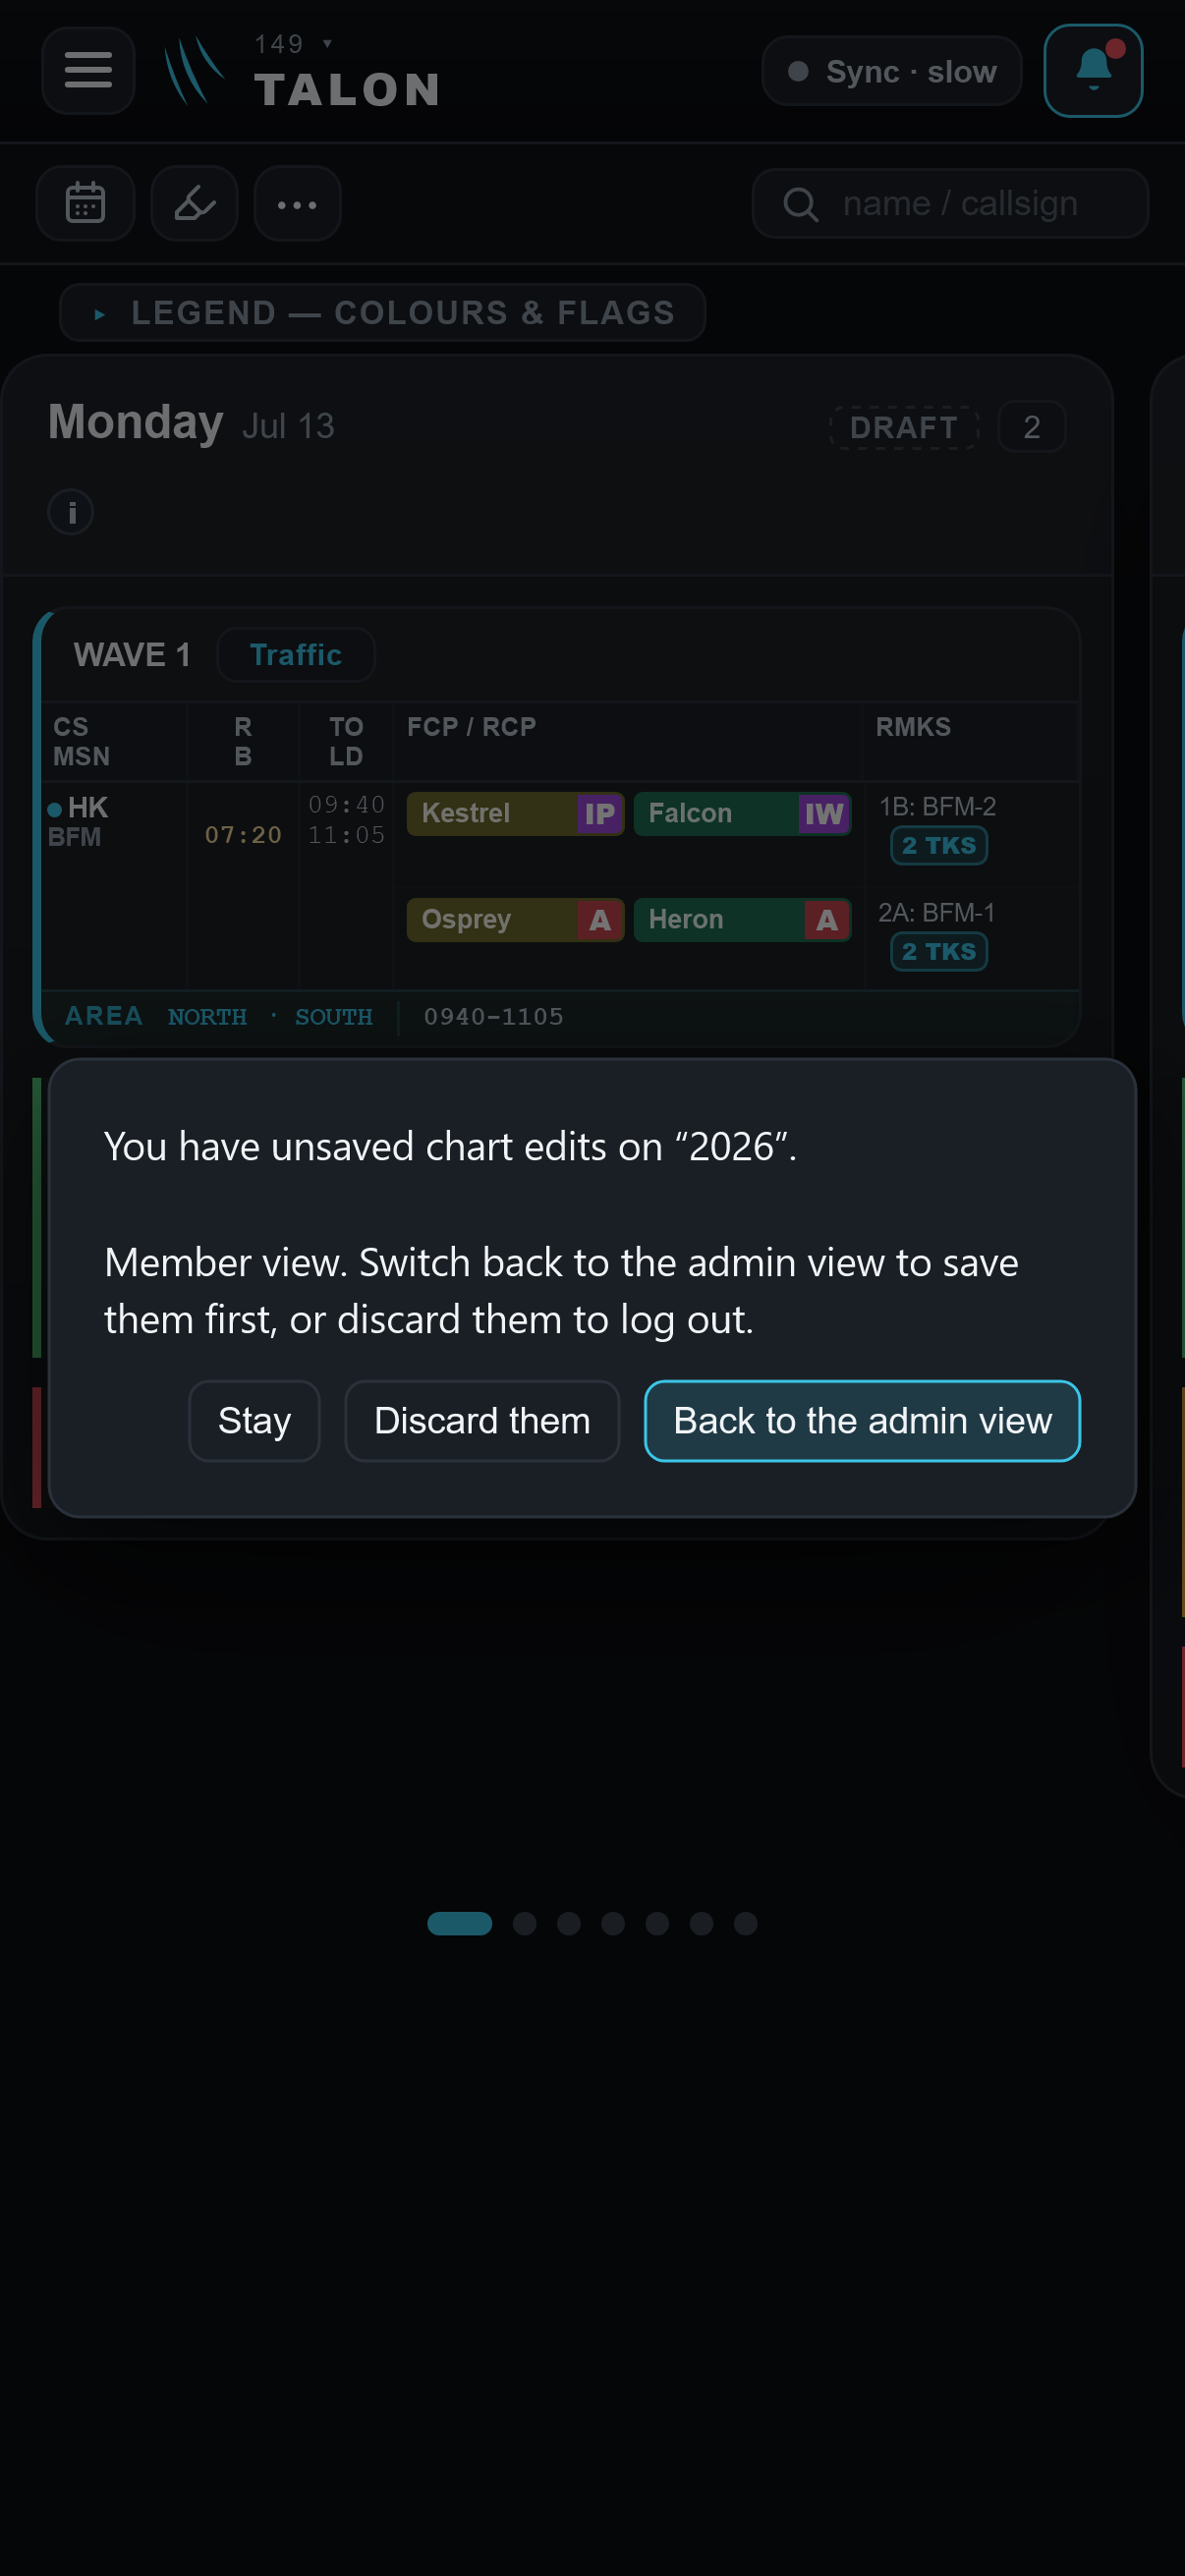 149 ▾
TALON
Sync · slow
name / callsign
▸ LEGEND — COLOURS & FLAGS
Monday Jul 13
DRAFT 2
i
WAVE 1 Traffic
CS MSN
R B
TO LD
FCP / RCP
RMKS
HK
BFM
07:20
09:40
11:05
Kestrel IP Falcon IW
1B: BFM-2
2 TKS
Osprey A Heron A
2A: BFM-1
2 TKS
AREA NORTH · SOUTH 0940–1105
You have unsaved chart edits on “2026”.
Member view. Switch back to the admin view to save
them first, or discard them to log out.
Stay Discard them Back to the admin view